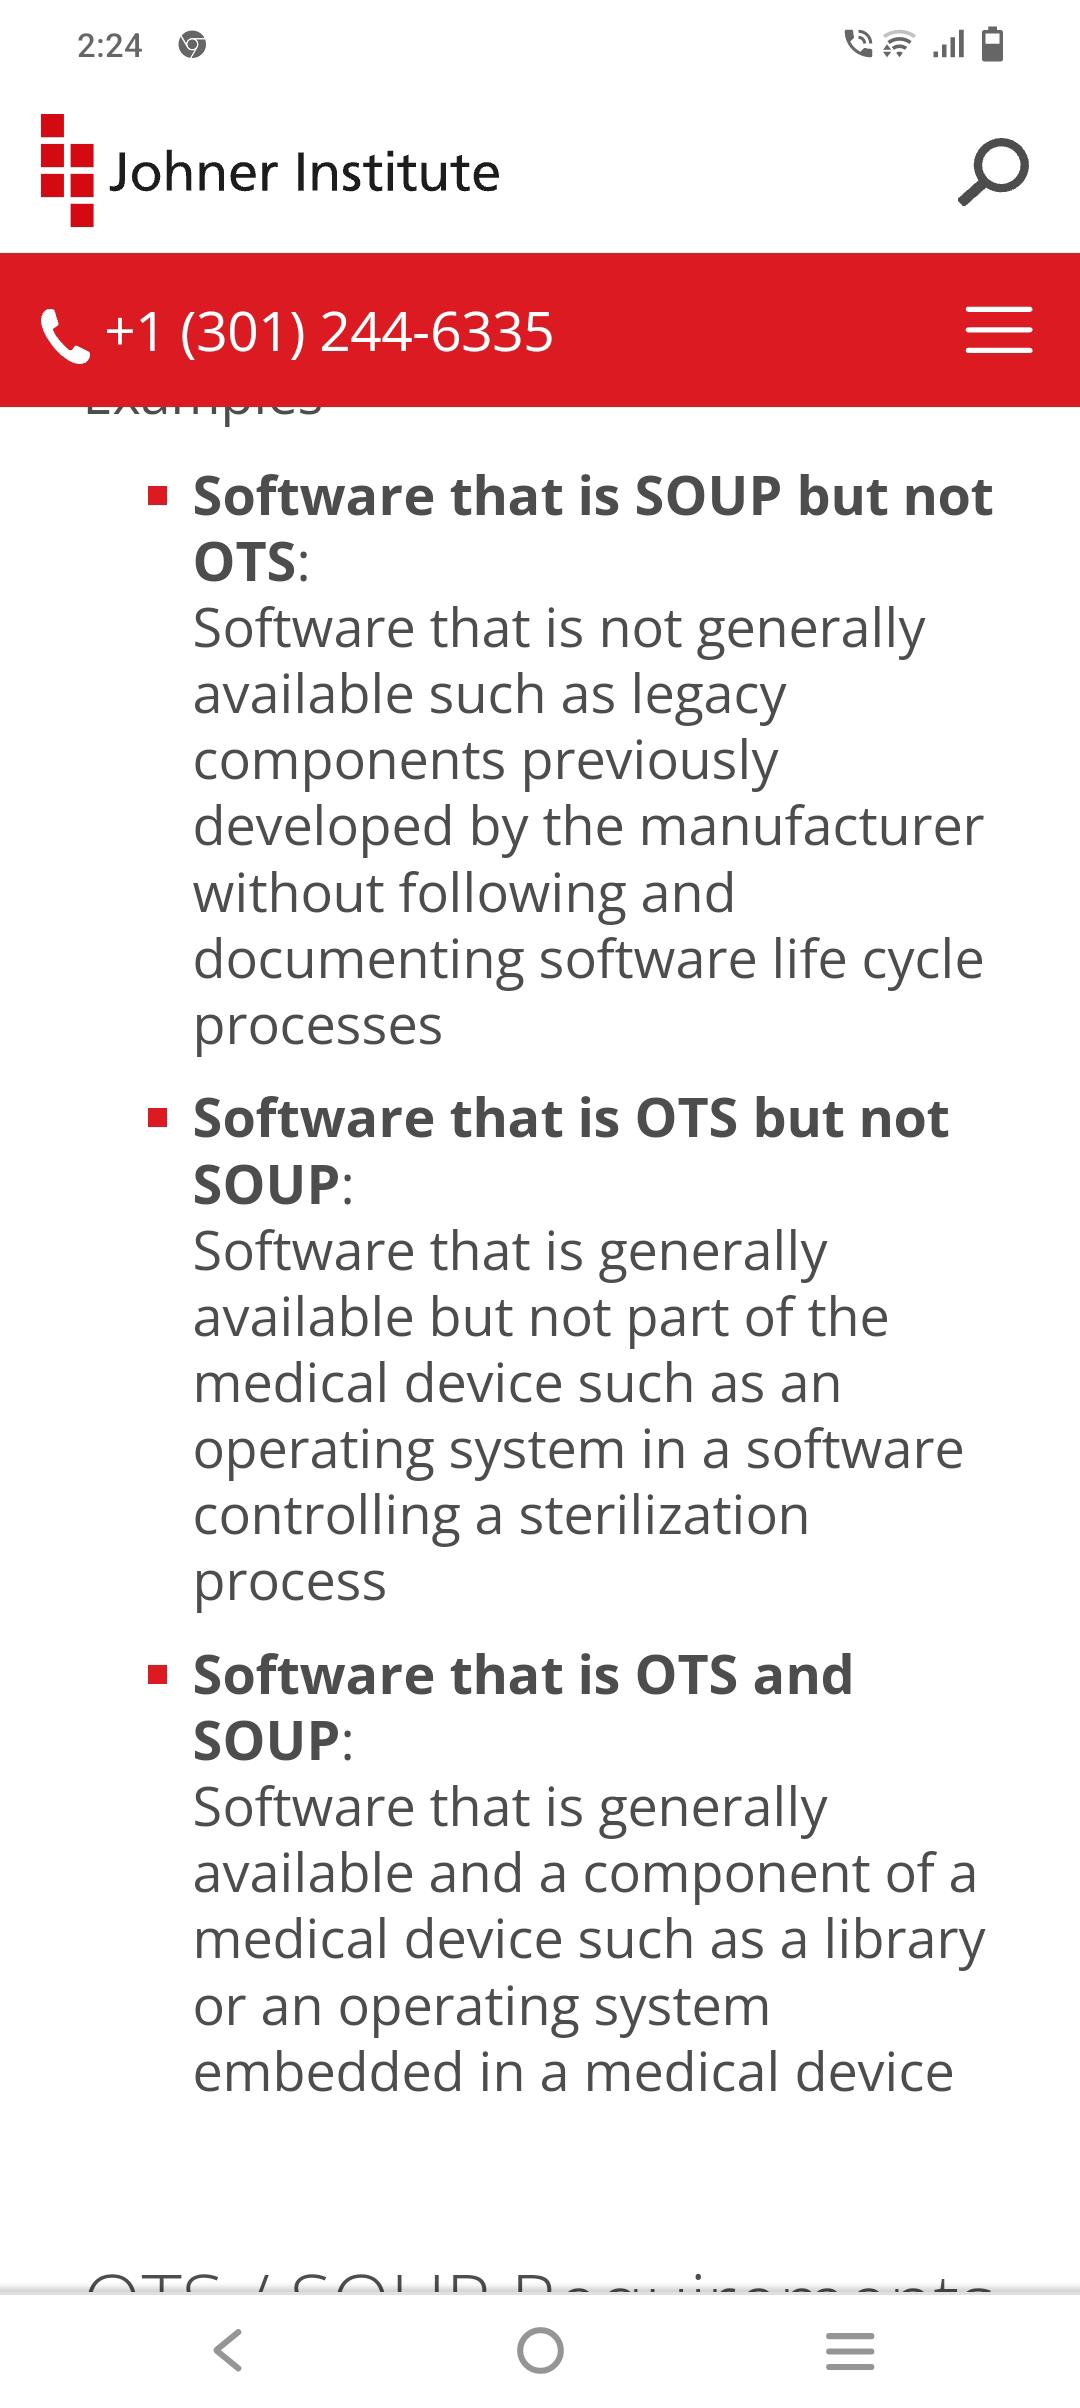 2:24
Johner Institute
+1 (301) 244-6335
Examples
Software that is SOUP but not
OTS:
Software that is not generally
available such as legacy
components previously
developed by the manufacturer
without following and
documenting software life cycle
processes
Software that is OTS but not
SOUP:
Software that is generally
available but not part of the
medical device such as an
operating system in a software
controlling a sterilization
process
Software that is OTS and
SOUP:
Software that is generally
available and a component of a
medical device such as a library
or an operating system
embedded in a medical device
OTS / SOUP Requirements